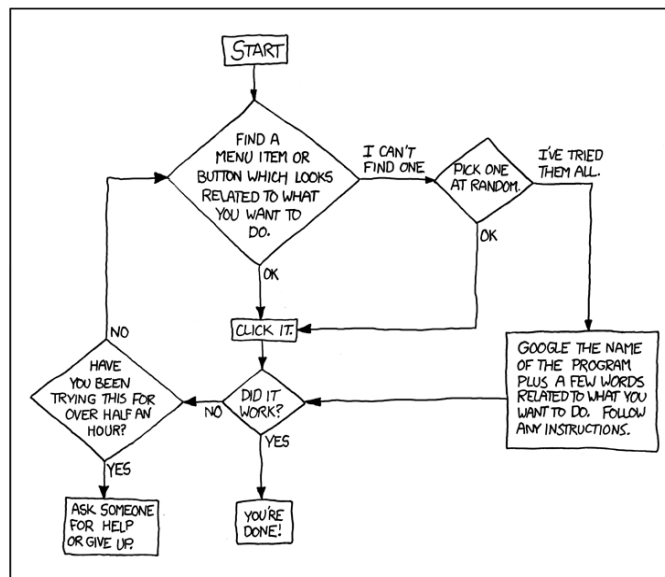 START
FIND A
MENU ITEM OR
BUTTON WHICH LOOKS
RELATED TO WHAT
YOU WANT TO
DO.
I CAN'T
FIND ONE
PICK ONE
AT RANDOM.
I'VE TRIED
THEM ALL.
OK
OK
CLICK IT.
NO
GOOGLE THE NAME
OF THE PROGRAM
PLUS A FEW WORDS
RELATED TO WHAT YOU
WANT TO DO. FOLLOW
ANY INSTRUCTIONS.
HAVE
YOU BEEN
TRYING THIS FOR
OVER HALF AN
HOUR?
NO
DID IT
WORK?
YES
YES
ASK SOMEONE
FOR HELP
OR GIVE UP.
YOU'RE
DONE!